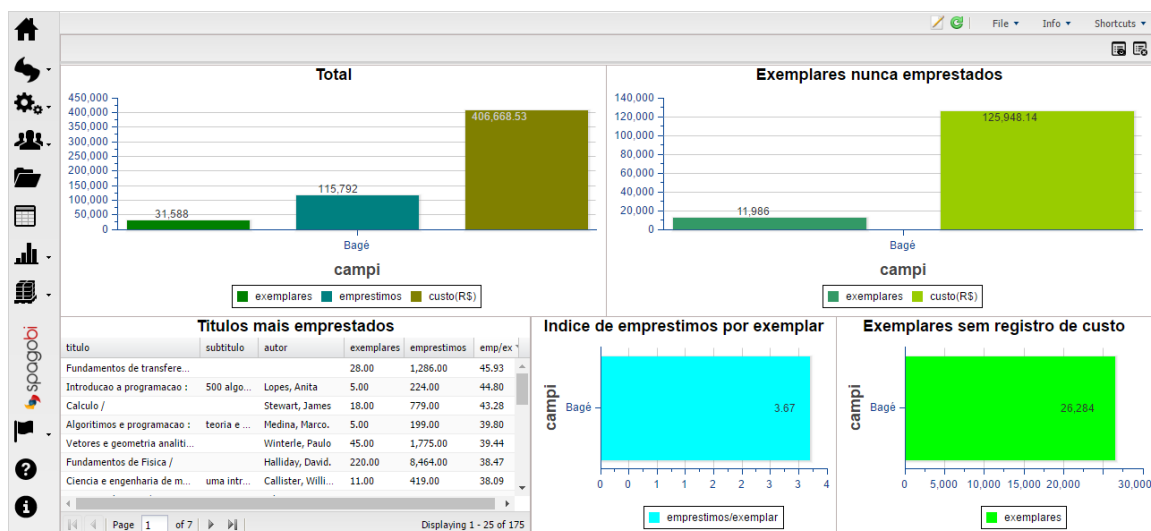 File Info Shortcuts
Total
450,000
400,000
350,000
300,000
250,000
200,000
150,000
100,000
50,000
0
31,588
115,792
406,668.53
Bagé
campi
exemplares emprestimos custo(R$)
Exemplares nunca emprestados
140,000
120,000
100,000
80,000
60,000
40,000
20,000
0
11,986
125,948.14
Bagé
campi
exemplares custo(R$)
spagobi
Titulos mais emprestados
titulo subtitulo autor exemplares emprestimos emp/ex
Fundamentos de transfere... 28.00 1,286.00 45.93
Introducao a programacao : 500 algo... Lopes, Anita 5.00 224.00 44.80
Calculo / Stewart, James 18.00 779.00 43.28
Algoritimos e programacao : teoria e ... Medina, Marco. 5.00 199.00 39.80
Vetores e geometria analiti... Winterle, Paulo 45.00 1,775.00 39.44
Fundamentos de Fisica / Halliday, David. 220.00 8,464.00 38.47
Ciencia e engenharia de m... uma intr... Callister, Willi... 11.00 419.00 38.09
Page 1 of 7 Displaying 1 - 25 of 175
Indice de emprestimos por exemplar
campi
Bagé
3.67
0 0 1 1 2 2 3 3 4
emprestimos/exemplar
Exemplares sem registro de custo
campi
Bagé
26,284
0 5,000 10,000 15,000 20,000 30,000
exemplares